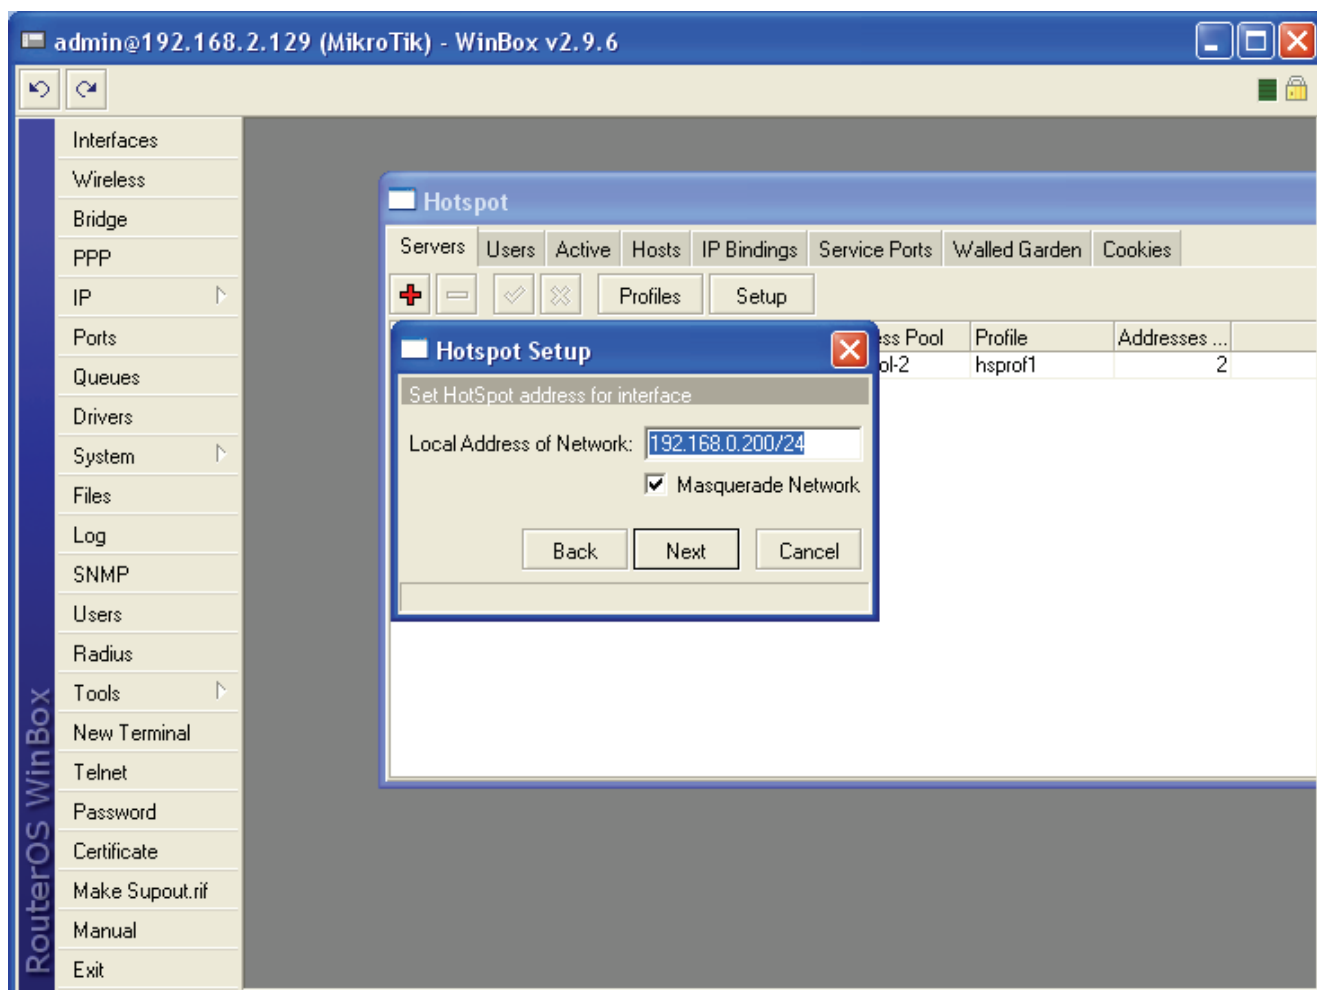 admin@192.168.2.129 (MikroTik) - WinBox v2.9.6
Interfaces
Wireless
Bridge
PPP
IP
Ports
Queues
Drivers
System
Files
Log
SNMP
Users
Radius
Tools
New Terminal
Telnet
Password
Certificate
Make Supout.rif
Manual
Exit
RouterOS WinBox
Hotspot
Servers Users Active Hosts IP Bindings Service Ports Walled Garden Cookies
Profiles Setup
ess Pool Profile Addresses ...
ol-2 hsprof1 2
Hotspot Setup
Set HotSpot address for interface
Local Address of Network: 192.168.0.200/24
Masquerade Network
Back Next Cancel